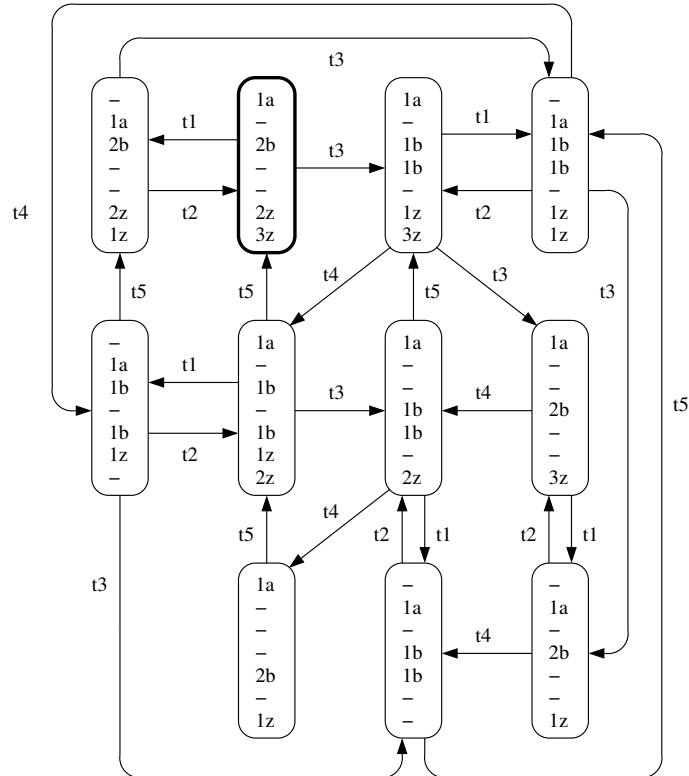 t3
–
1a
2b
–
–
2z
1z
t1
t2
1a
–
2b
–
–
2z
3z
t3
1a
–
1b
1b
–
1z
3z
t1
t2
–
1a
1b
1b
–
1z
1z
t4
t5
t5
t4
t5
t3
t3
–
1a
1b
–
1b
1z
–
t1
t2
1a
–
1b
–
1b
1z
2z
t3
1a
–
–
1b
1b
–
2z
t4
1a
–
–
2b
–
–
3z
t5
t5
t4
t2
t1
t2
t1
t3
1a
–
–
–
2b
–
1z
–
1a
–
1b
1b
–
–
t4
–
1a
–
2b
–
–
1z